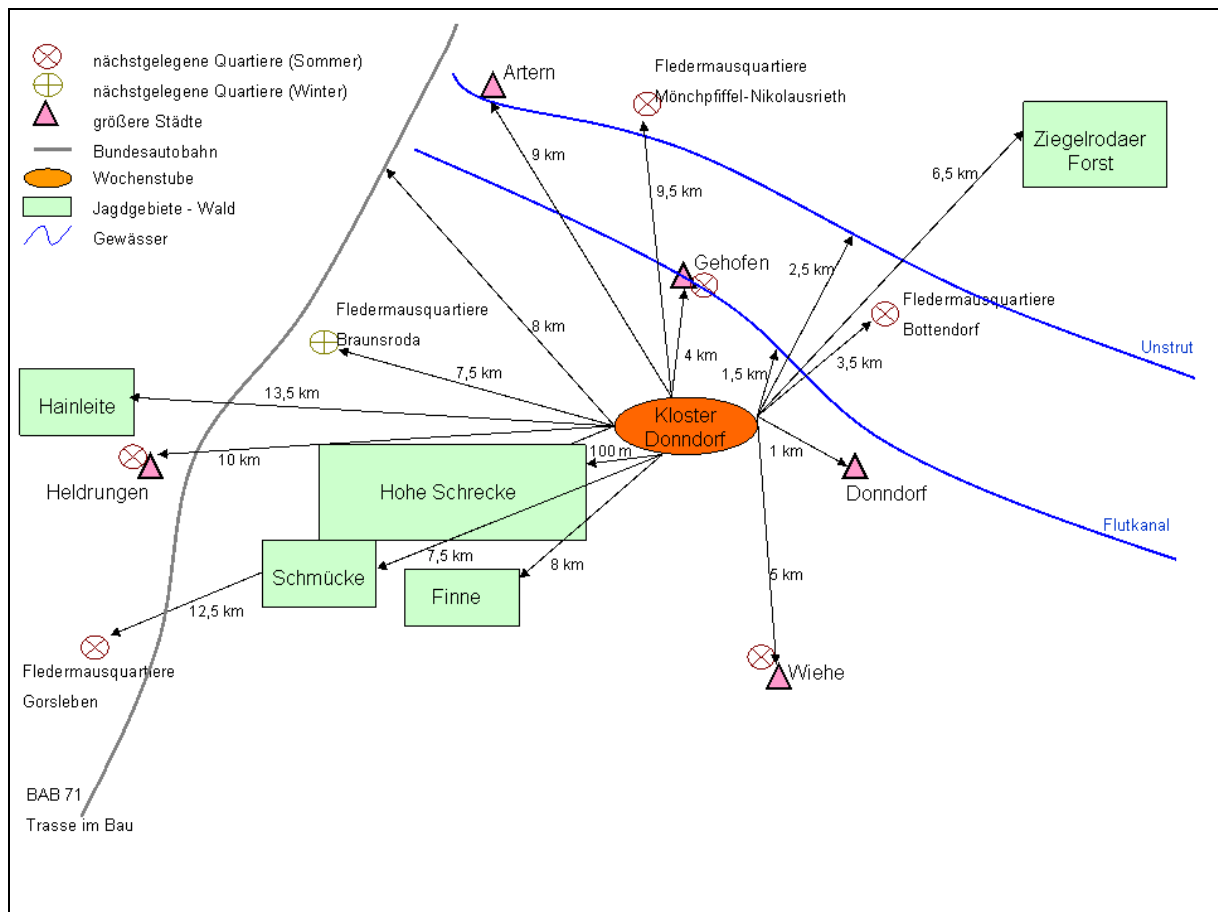 nächstgelegene Quartiere (Sommer)
nächstgelegene Quartiere (Winter)
größere Städte
Bundesautobahn
Wochenstube
Jagdgebiete - Wald
Gewässer
Artern
Fledermausquartiere
Mönchpfiffel-Nikolausrieth
Ziegelrodaer
Forst
9 km
9,5 km
6,5 km
Gehofen
2,5 km
Fledermausquartiere
Bottendorf
Unstrut
Fledermausquartiere
Braunsroda
8 km
7,5 km
4 km
1,5 km
3,5 km
13,5 km
Hainleite
Kloster
Donndorf
10 km
Heldrungen
100 m
Hohe Schrecke
1 km
Donndorf
Flutkanal
7,5 km
8 km
Schmücke
Finne
5 km
12,5 km
Wiehe
Fledermausquartiere
Gorsleben
BAB 71
Trasse im Bau